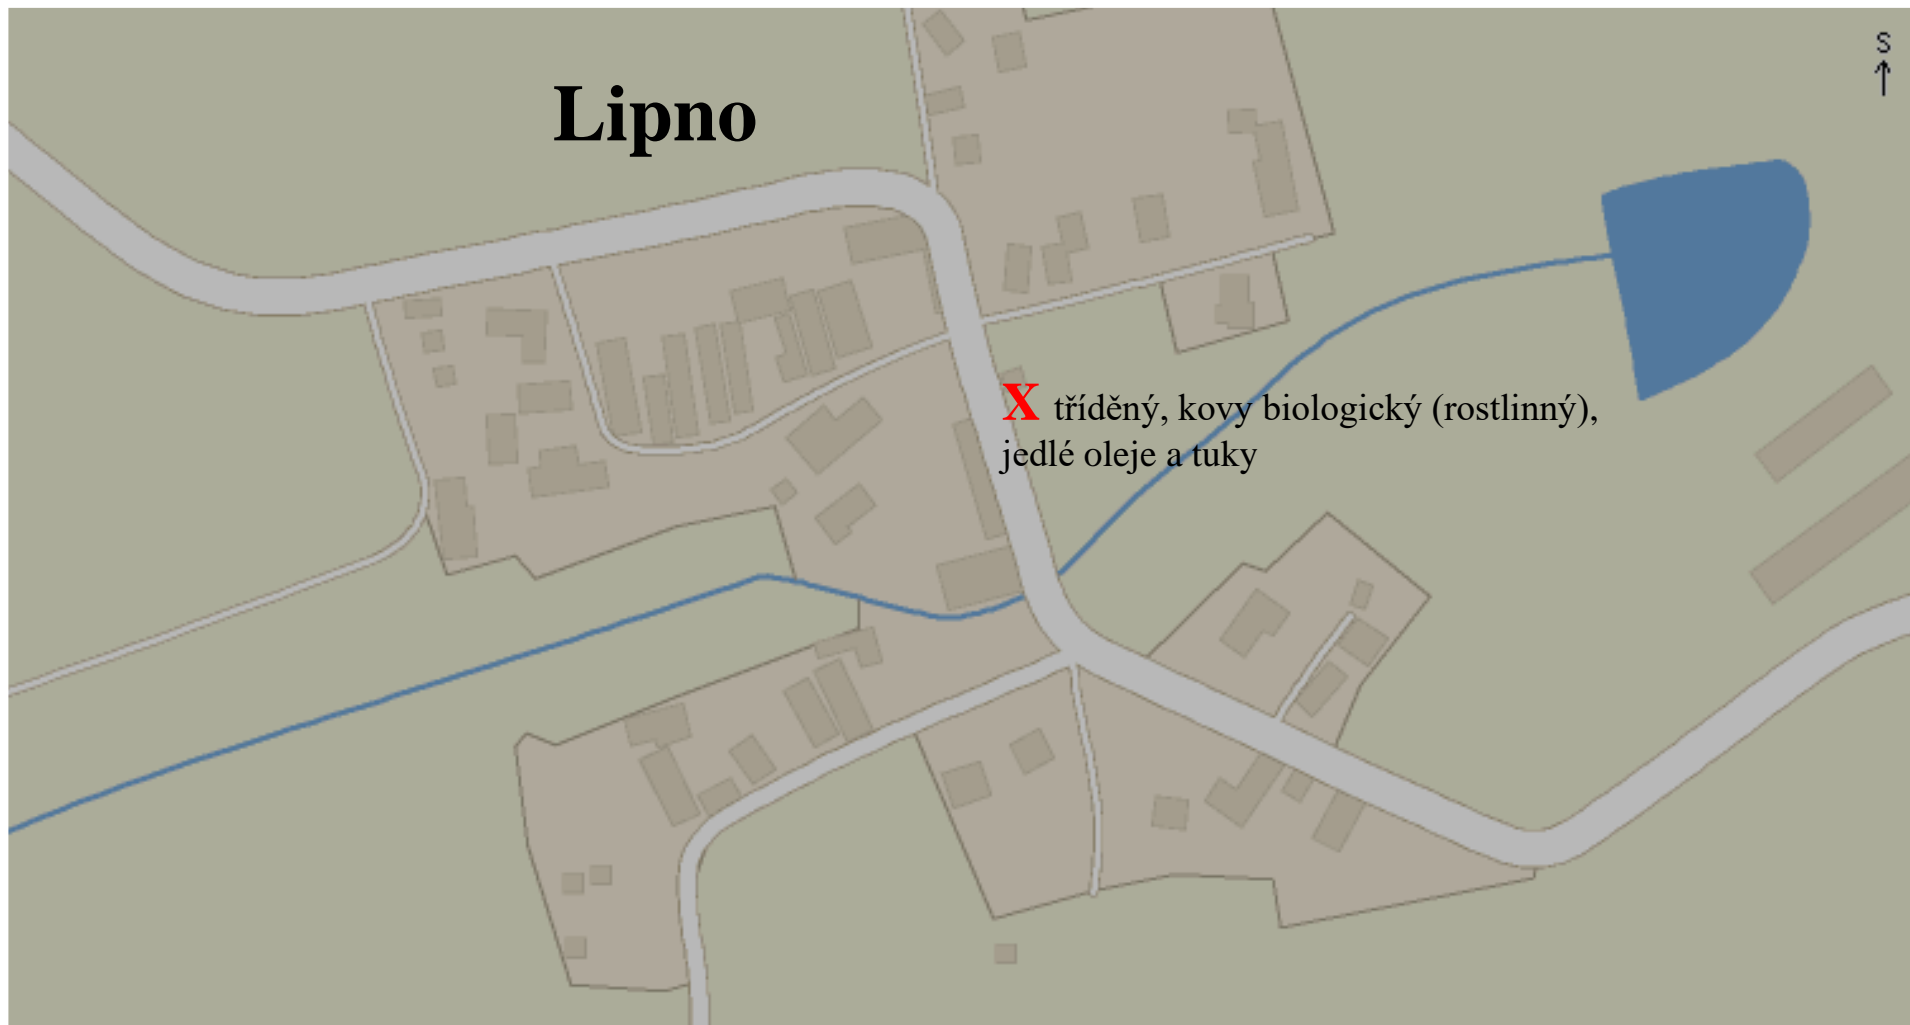 S
Lipno
X tříděný, kovy biologický (rostlinný),
jedlé oleje a tuky